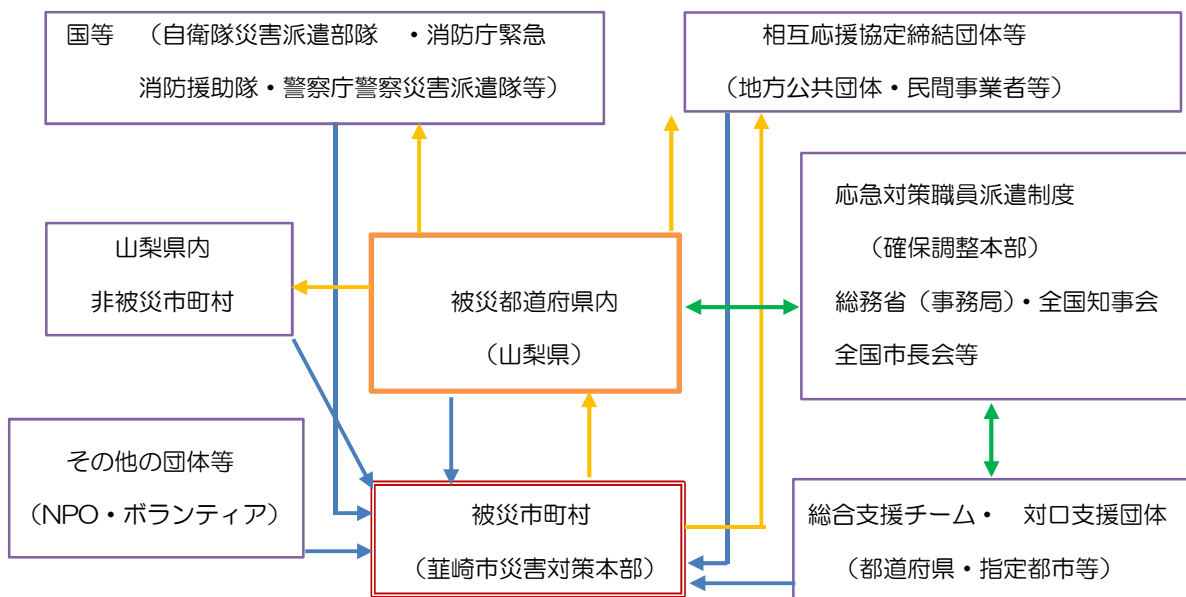 国等　（自衛隊災害派遣部隊　・消防庁緊急
消防援助隊・警察庁警察災害派遣隊等）
相互応援協定締結団体等
（地方公共団体・民間事業者等）
応急対策職員派遣制度
（確保調整本部）
総務省（事務局）・全国知事会
全国市長会等
山梨県内
非被災市町村
被災都道府県内
（山梨県）
その他の団体等
（NPO・ボランティア）
被災市町村
（韮崎市災害対策本部）
総合支援チーム・　対口支援団体
（都道府県・指定都市等）